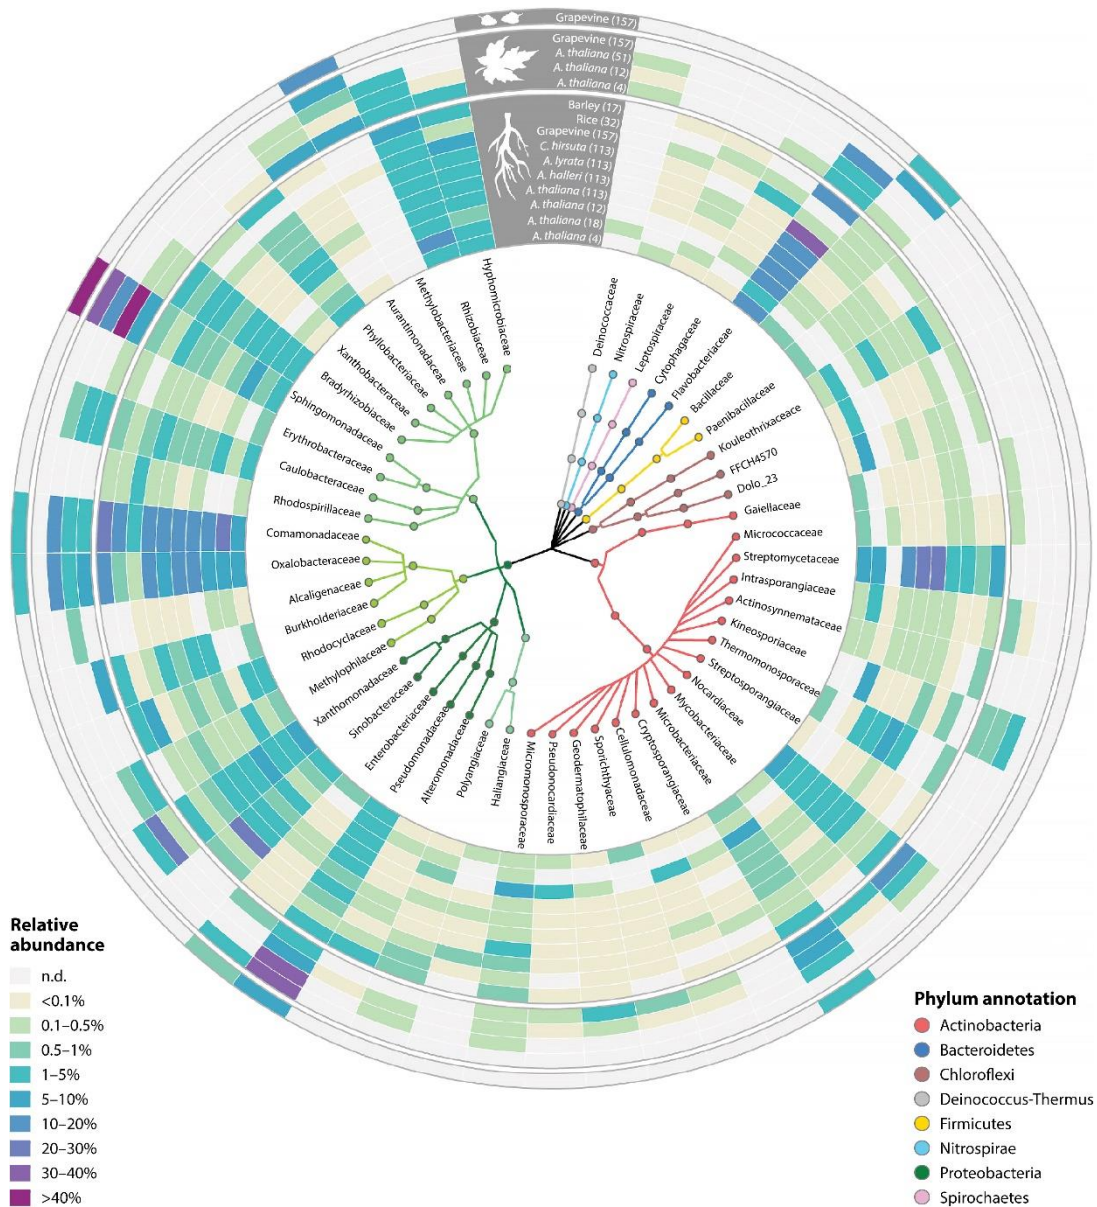 Grapevine (157)
Grapevine (157)
A. thaliana (51)
A. thaliana (12)
A. thaliana (4)
Barley (17)
Rice (32)
Grapevine (157)
C. hirsuta (113)
A. lyrata (113)
A. halleri (113)
A. thaliana (113)
A. thaliana (12)
A. thaliana (18)
A. thaliana (4)
Deinococcaceae
Nitrospiraceae
Leptospiraceae
Cytophagaceae
Flavobacteriaceae
Bacillaceae
Paenibacillaceae
Kouleothrixaceace
FFCH4570
Dolo_23
Gaiellaceae
Micrococcaceae
Streptomycetaceae
Intrasporangiaceae
Actinosynnemataceae
Kineosporiaceae
Thermomonosporaceae
Streptosporangiaceae
Nocardiaceae
Mycobacteriaceae
Microbacteriaceae
Cryptosporangiaceae
Cellulomonadaceae
Sporichthyaceae
Geodermatophilaceae
Pseudonocardiaceae
Micromonosporaceae
Haliangiaceae
Polyangiaceae
Alteromonadaceae
Pseudomonadaceae
Enterobacteriaceae
Sinobacteraceae
Xanthomonadaceae
Methylophilaceae
Rhodocyclaceae
Burkholderiaceae
Alcaligenaceae
Oxalobacteraceae
Comamonadaceae
Rhodospirillaceae
Caulobacteraceae
Erythrobacteraceae
Sphingomonadaceae
Bradyrhizobiaceae
Xanthobacteraceae
Phyllobacteriaceae
Aurantimonadaceae
Methylobacteriaceae
Rhizobiaceae
Hyphomicrobiaceae
Relative
abundance
n.d.
<0.1%
0.1–0.5%
0.5–1%
1–5%
5–10%
10–20%
20–30%
30–40%
>40%
Phylum annotation
Actinobacteria
Bacteroidetes
Chloroflexi
Deinococcus-Thermus
Firmicutes
Nitrospirae
Proteobacteria
Spirochaetes